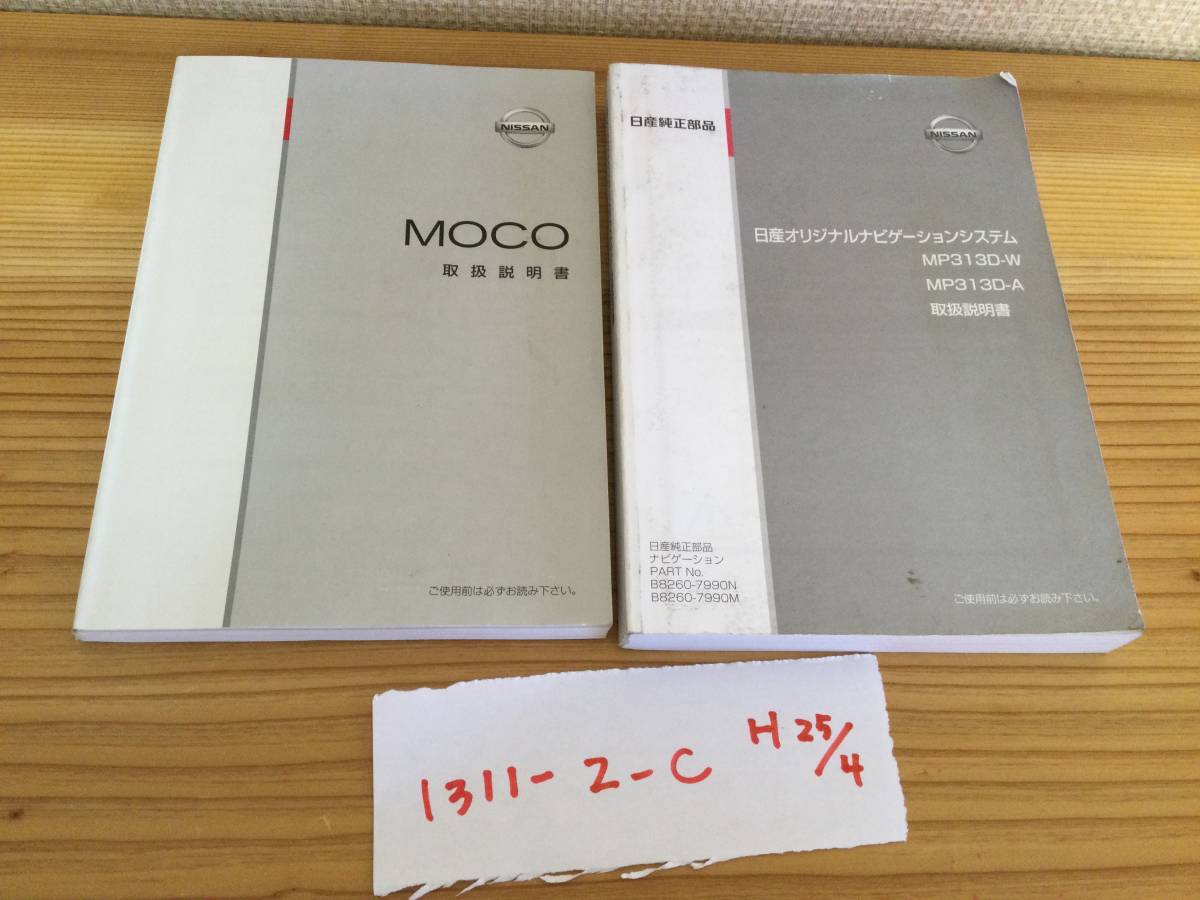 NISSAN
MOCO
取扱説明書
ご使用前は必ずお読み下さい。
日産純正部品
NISSAN
日産オリジナルナビゲーションシステム
MP313D-W
MP313D-A
取扱説明書
日産純正部品
ナビゲーション
PART No.
B8260-7990N
B8260-7990M
ご使用前は必ずお読み下さい。
1311-2-C H25/4